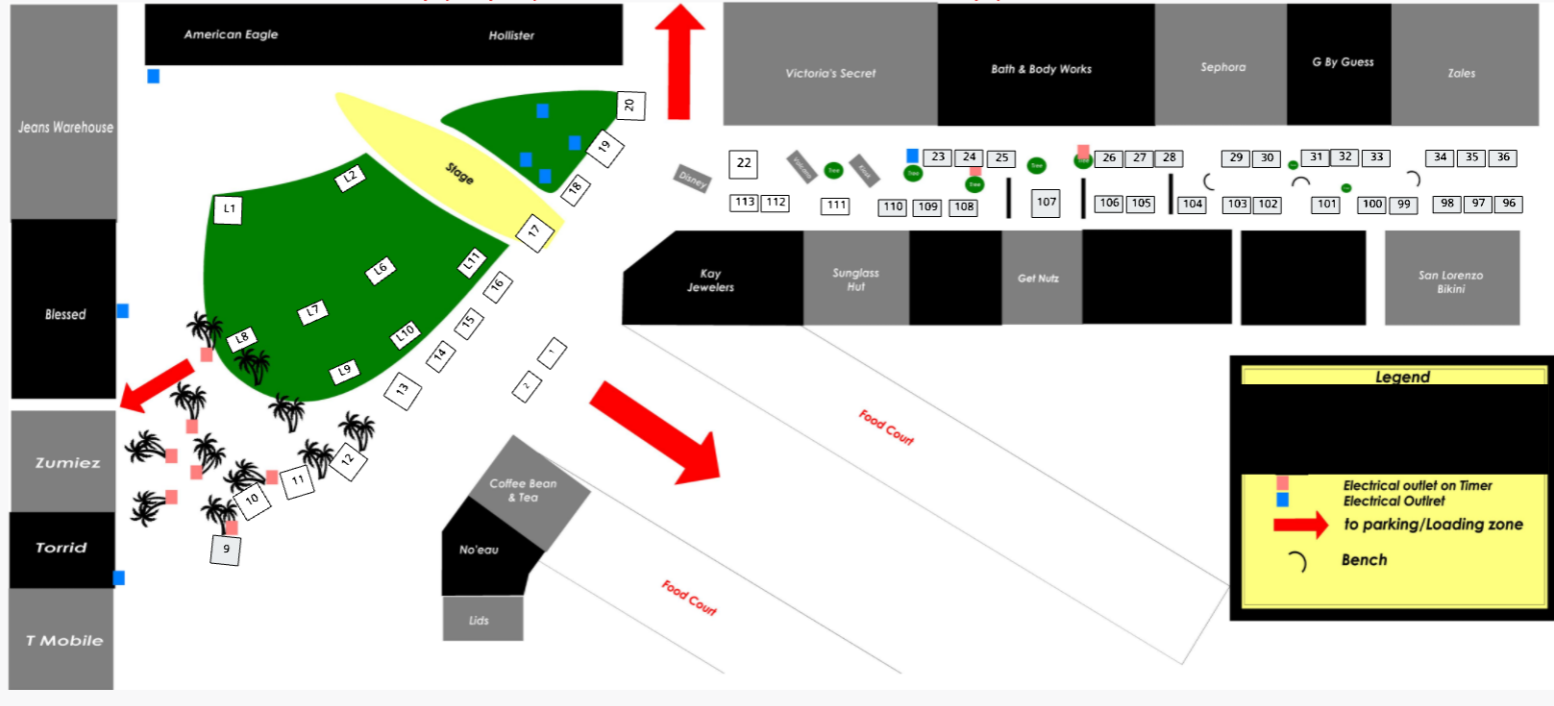 American Eagle
Hollister
Victoria's Secret
Bath & Body Works
Sephora
G By Guess
Zales
Jeans Warehouse
20
19
18
17
Stage
L2
L1
L6
L11
L7
L8
L10
L9
16
15
14
13
12
11
10
9
1
2
Disney
22
Tree
Tree
23
24
25
Tree
Tree
26
27
28
29
30
31
32
33
34
35
36
113
112
111
110
109
108
107
106
105
104
103
102
101
100
99
98
97
96
Blessed
Kay
Jewelers
Sunglass
Hut
Get Nutz
San Lorenzo
Bikini
Zumiez
Torrid
T Mobile
Coffee Bean
& Tea
No'eau
Lids
Food Court
Food Court
Legend
Electrical outlet on Timer
Electrical Outlret
to parking/Loading zone
Bench